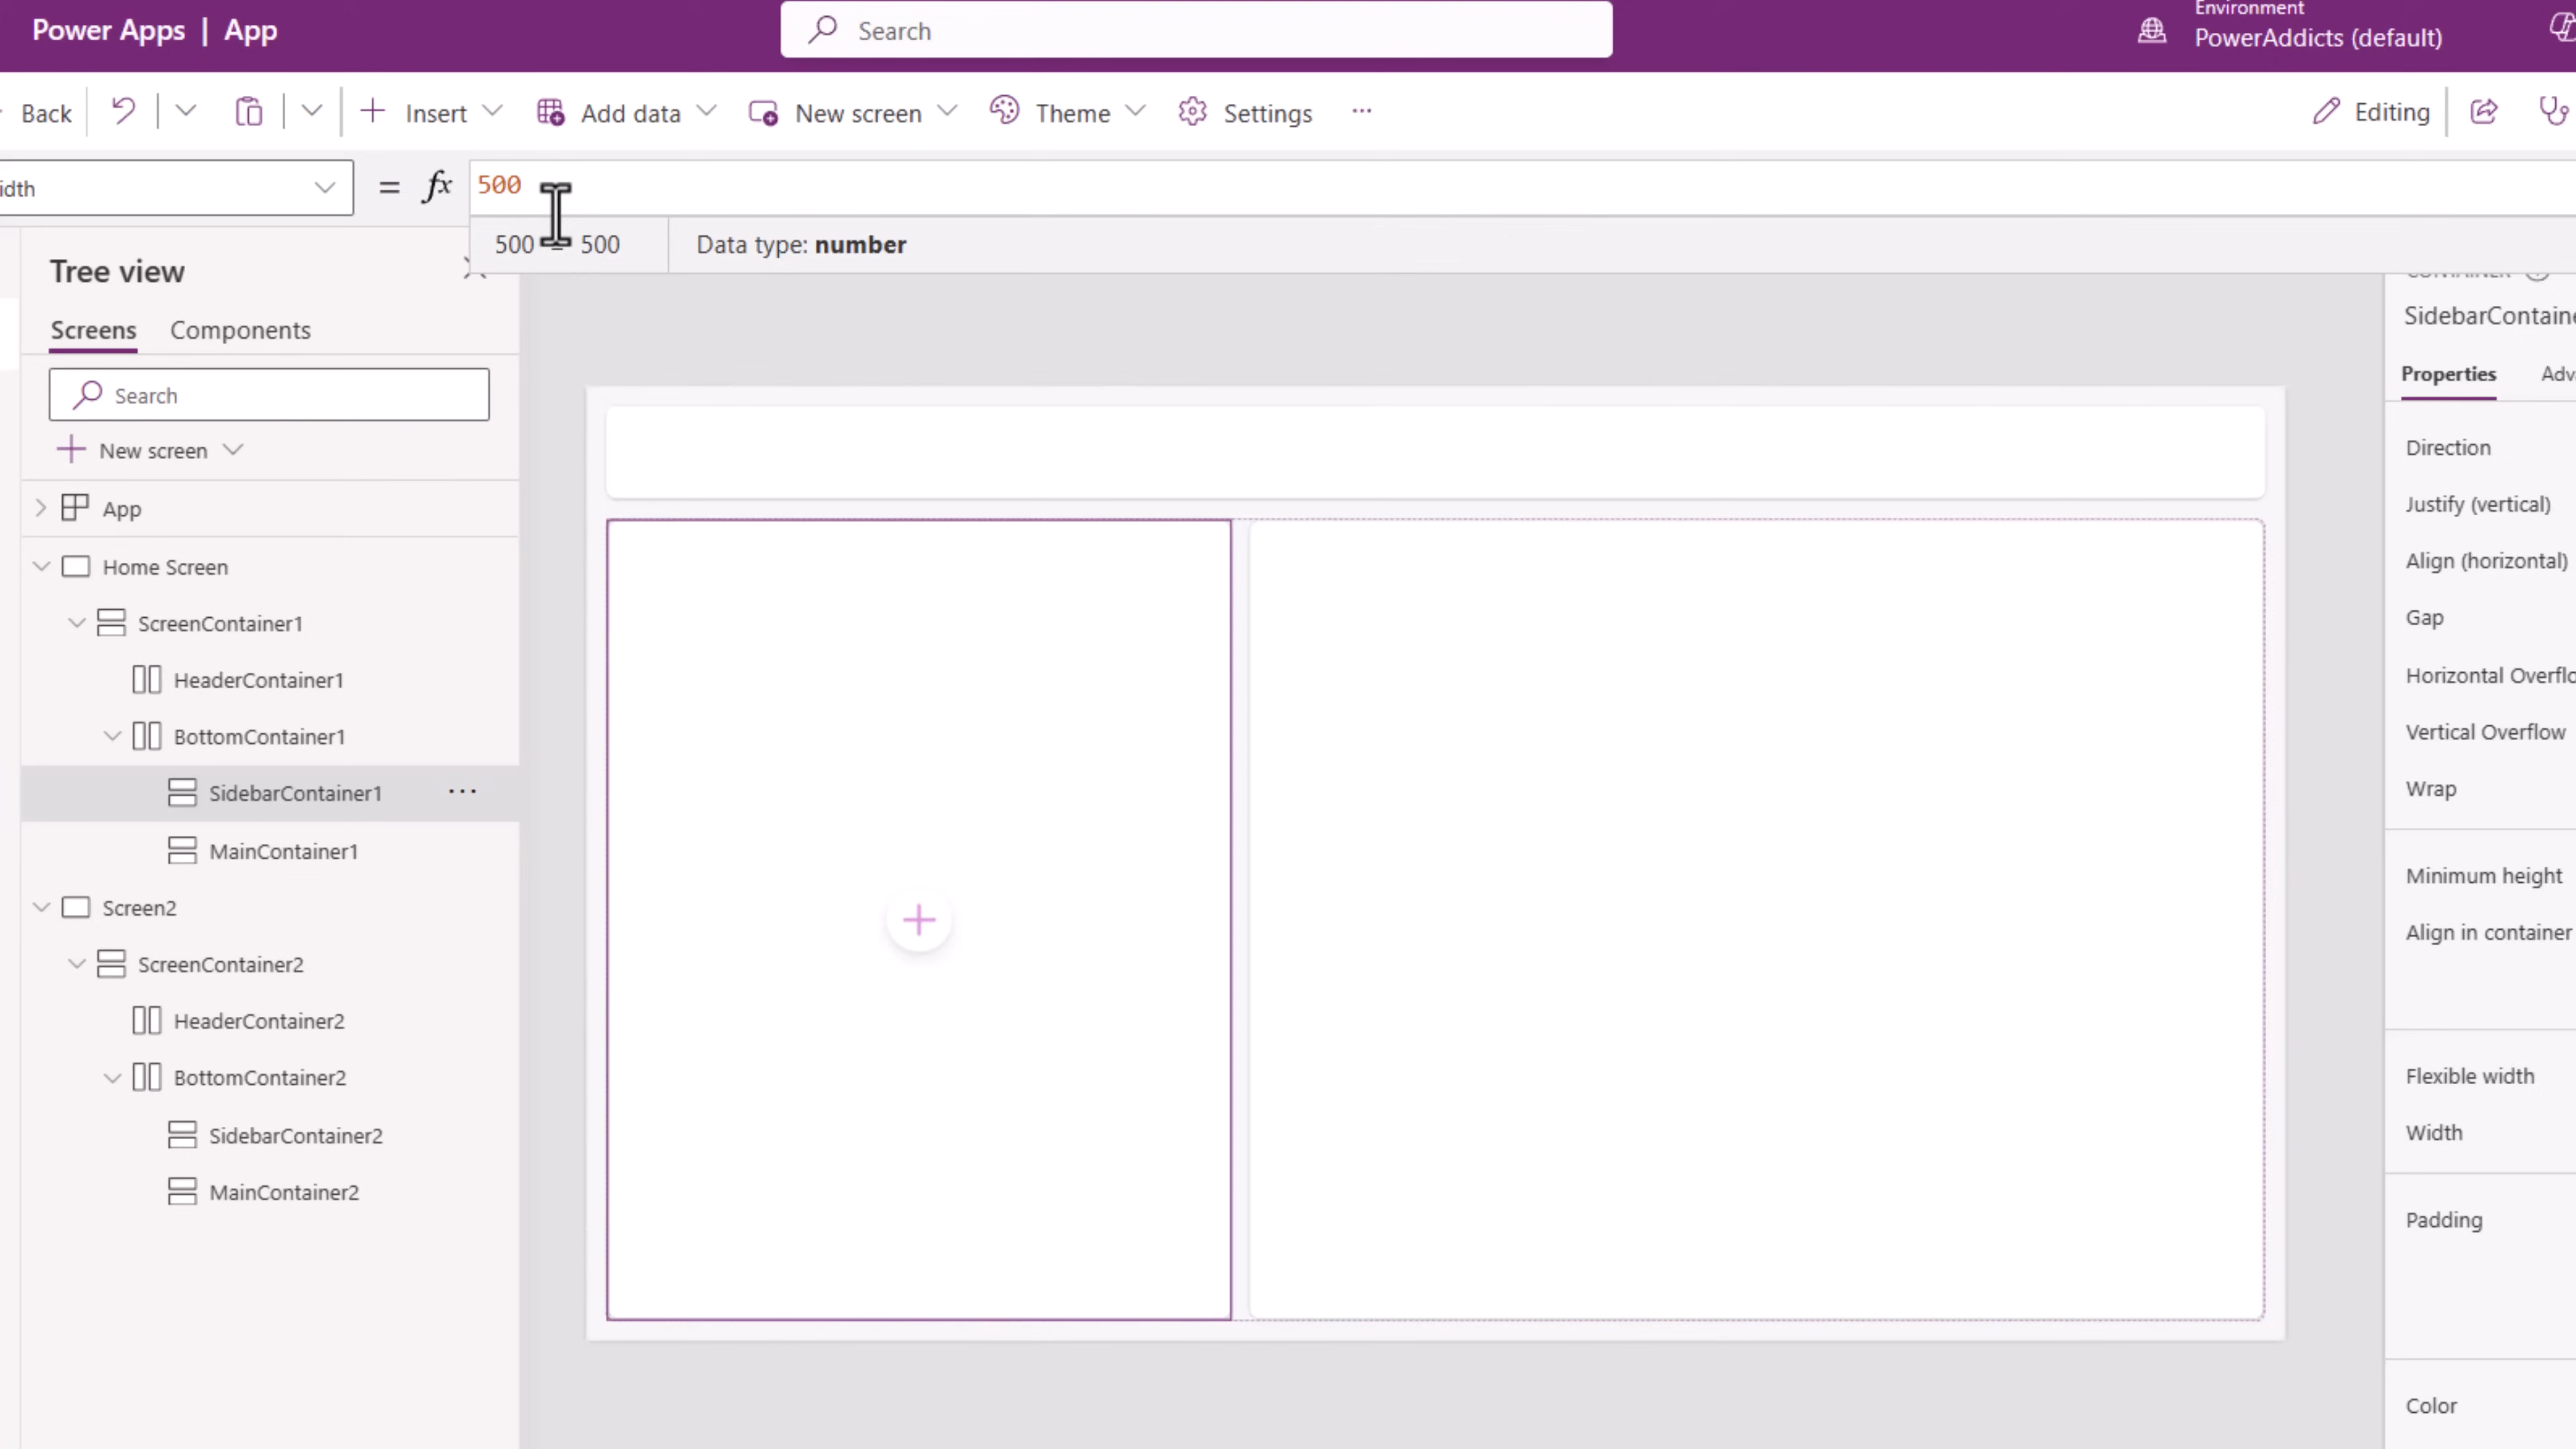 Power Apps | App
Search
Environment
PowerAddicts (default)
Back
Insert
Add data
New screen
Theme
Settings
...
Editing
idth
= fx 500
500 = 500
Data type: number
Tree view
Screens
Components
Search
New screen
App
Home Screen
ScreenContainer1
HeaderContainer1
BottomContainer1
SidebarContainer1
...
MainContainer1
Screen2
ScreenContainer2
HeaderContainer2
BottomContainer2
SidebarContainer2
MainContainer2
SidebarContaine
Properties
Adv
Direction
Justify (vertical)
Align (horizontal)
Gap
Horizontal Overflo
Vertical Overflow
Wrap
Minimum height
Align in container
Flexible width
Width
Padding
Color